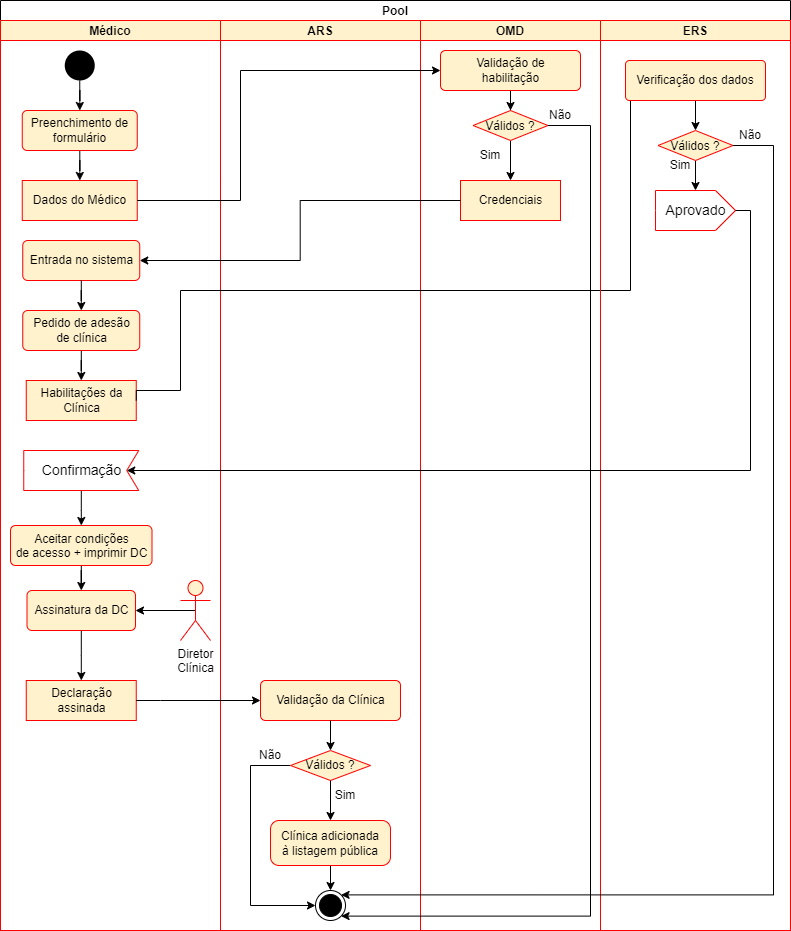 Pool
Médico
ARS
OMD
ERS
Preenchimento de
formulário
Dados do Médico
Validação de
habilitação
Válidos ?
Não
Sim
Credenciais
Verificação dos dados
Válidos ?
Não
Sim
Aprovado
Entrada no sistema
Pedido de adesão
de clínica
Habilitações da
Clínica
Confirmação
Aceitar condições
de acesso + imprimir DC
Assinatura da DC
Diretor
Clínica
Declaração
assinada
Validação da Clínica
Válidos ?
Não
Sim
Clínica adicionada
à listagem pública